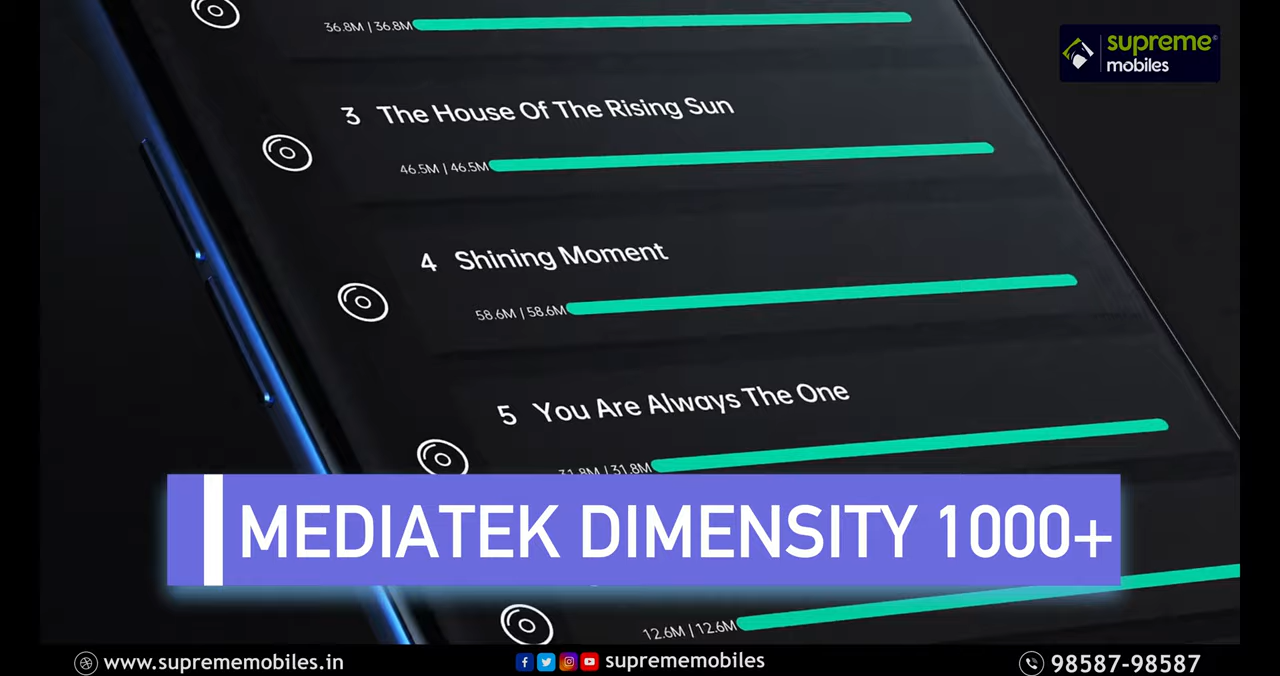 36.8M | 36.8M
supreme
mobiles
3 The House Of The Rising Sun
46.5M | 46.5M
4 Shining Moment
58.6M | 58.6M
5 You Are Always The One
31.8M | 31.8M
MEDIATEK DIMENSITY 1000+
12.6M | 12.6M
www.suprememobiles.in
suprememobiles
98587-98587